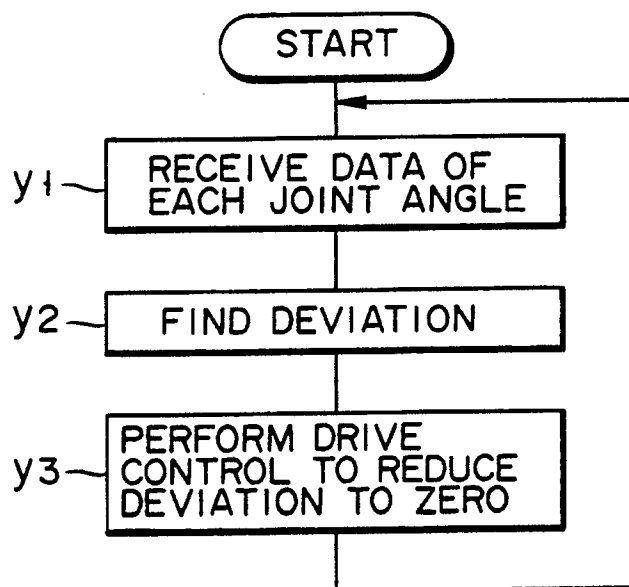 START
y1
RECEIVE DATA OF
EACH JOINT ANGLE
y2
FIND DEVIATION
y3
PERFORM DRIVE
CONTROL TO REDUCE
DEVIATION TO ZERO